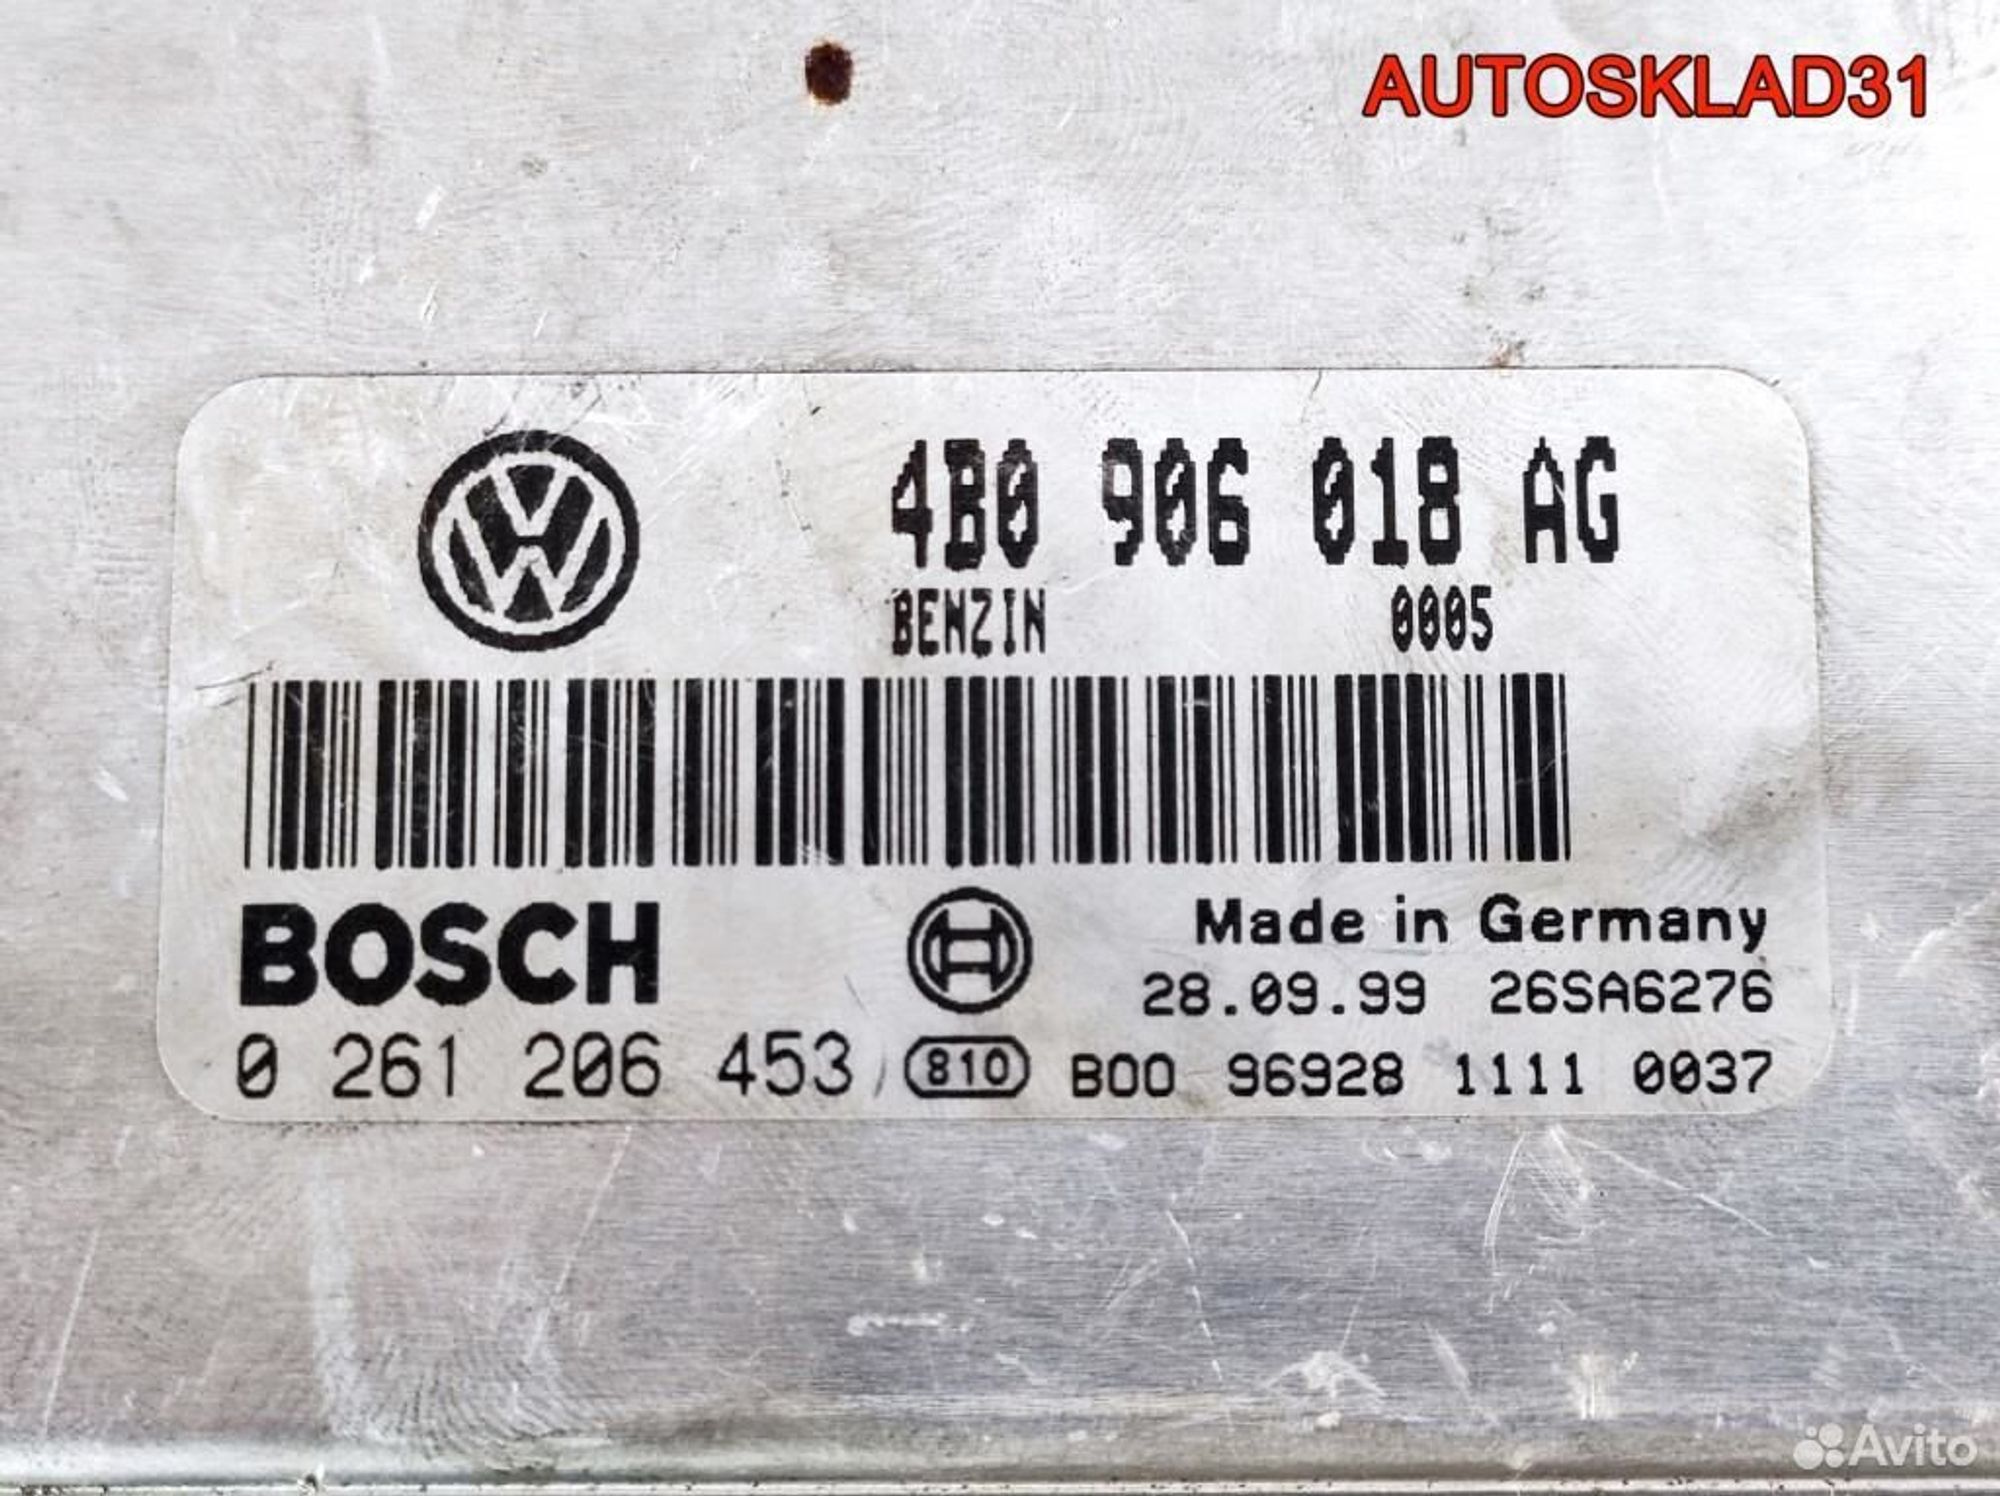 AUTOSKLAD31
4B0 906 018 AG
BENZIN 0005
BOSCH
Made in Germany
28.09.99 26SA6276
0 261 206 453 810 B00 96928 1111 0037
Avito